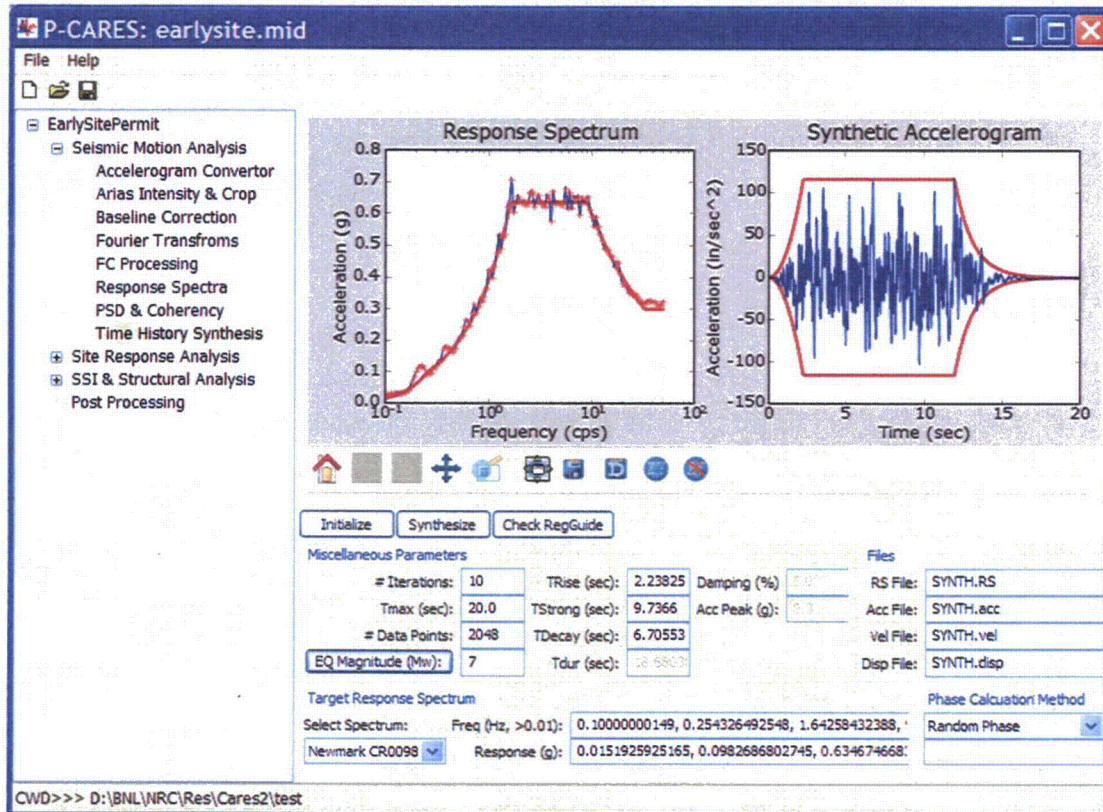 P-CARES: earlysite.mid
File Help
EarlySitePermit
Seismic Motion Analysis
Accelerogram Convertor
Arias Intensity & Crop
Baseline Correction
Fourier Transfroms
FC Processing
Response Spectra
PSD & Coherency
Time History Synthesis
Site Response Analysis
SSI & Structural Analysis
Post Processing
Response Spectrum
Acceleration (g)
0.8
0.7
0.6
0.5
0.4
0.3
0.2
0.1
0.0
10^-1 10^0 10^1 10^2
Frequency (cps)
Synthetic Accelerogram
Acceleration (in/sec^2)
150
100
50
0
-50
-100
-150
0 5 10 15 20
Time (sec)
Initialize Synthesize Check RegGuide
Miscellaneous Parameters Files
# Iterations: 10 TRise (sec): 2.23825 Damping (%) RS File: SYNTH.RS
Tmax (sec): 20.0 TStrong (sec): 9.7366 Acc Peak (g): Acc File: SYNTH.acc
# Data Points: 2048 TDecay (sec): 6.70553 Vel File: SYNTH.vel
EQ Magnitude (Mw): 7 Tdur (sec): Disp File: SYNTH.disp
Target Response Spectrum Phase Calcuation Method
Select Spectrum: Freq (Hz, >0.01): 0.10000000149, 0.254326492548, 1.64258432388, Random Phase
Newmark CR0098 Response (g): 0.0151925925165, 0.0982686802745, 0.634674668
CWD>>> D:\BNL\NRC\Res\Cares2\test